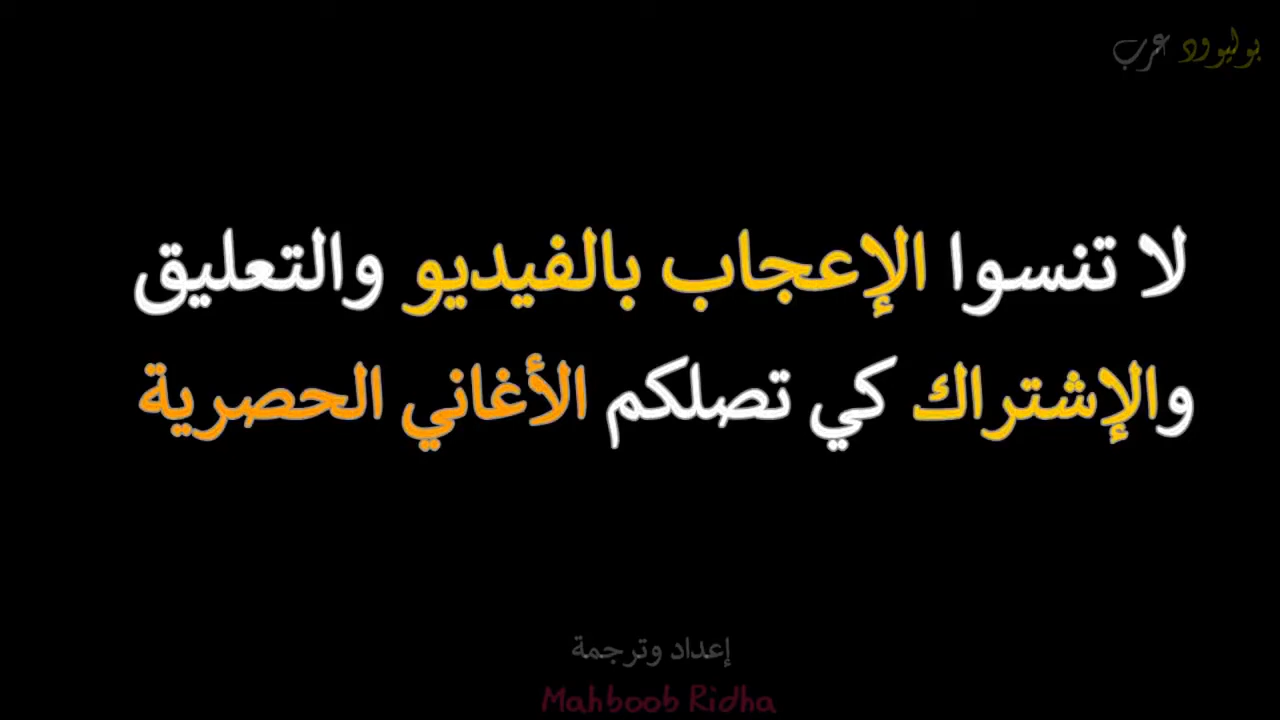 بوليوود عرب
لا تنسوا الإعجاب بالفيديو والتعليق
والإشتراك كي تصلكم الأغاني الحصرية
إعداد وترجمة
Mahboob Ridha